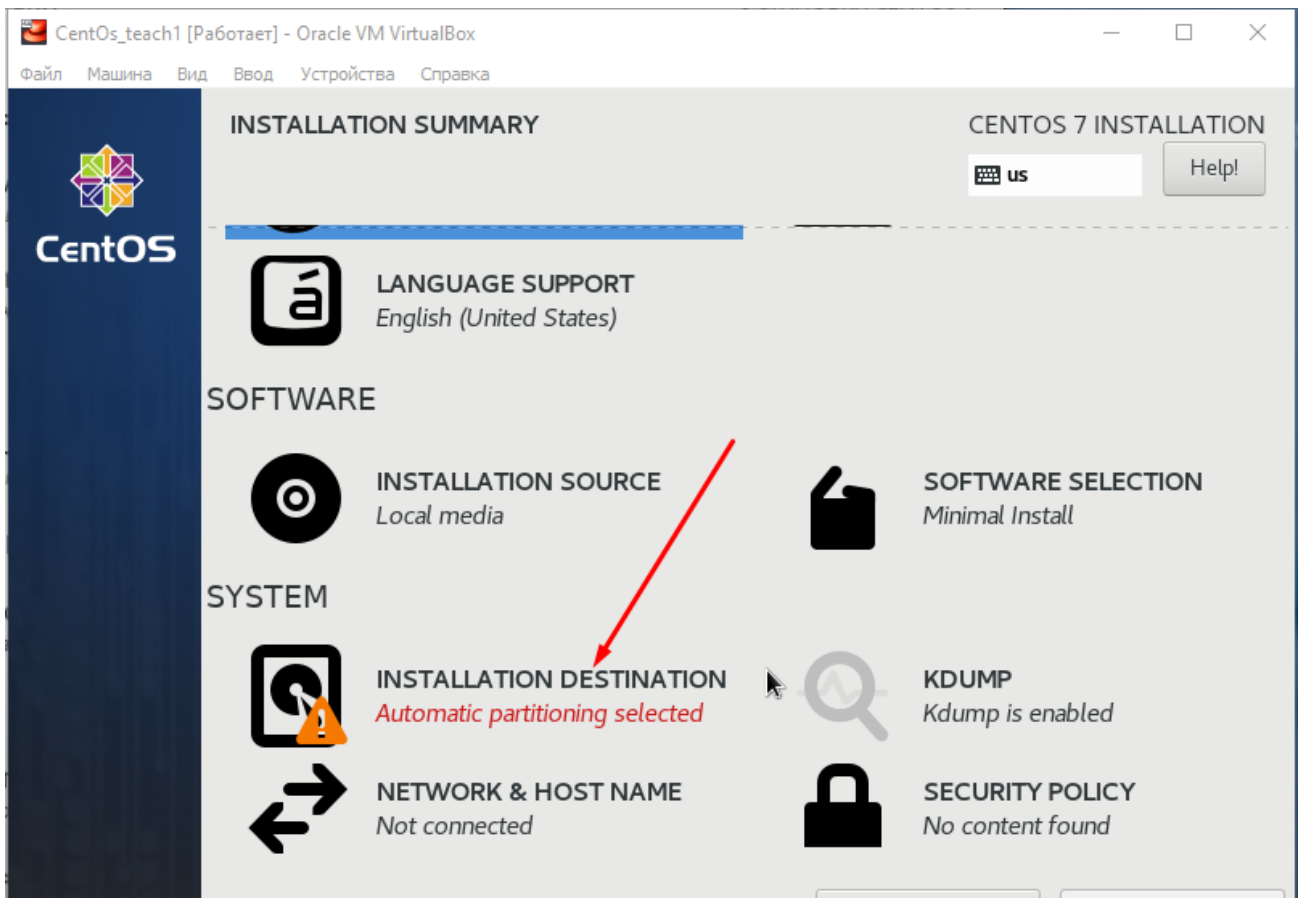 CentOs_teach1 [Работает] - Oracle VM VirtualBox
Файл Машина Вид Ввод Устройства Справка
INSTALLATION SUMMARY
CENTOS 7 INSTALLATION
us
Help!
CentOS
á
LANGUAGE SUPPORT
English (United States)
SOFTWARE
INSTALLATION SOURCE
Local media
SOFTWARE SELECTION
Minimal Install
SYSTEM
INSTALLATION DESTINATION
Automatic partitioning selected
KDUMP
Kdump is enabled
NETWORK & HOST NAME
Not connected
SECURITY POLICY
No content found